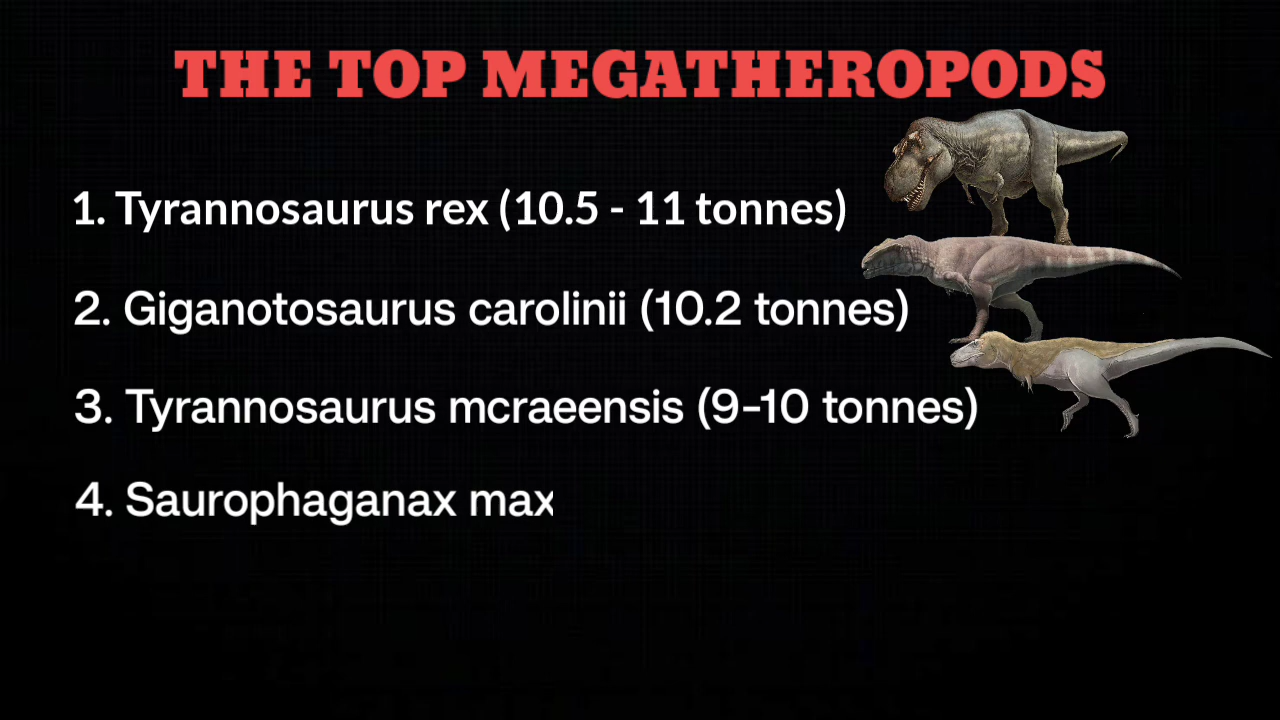 THE TOP MEGATHEROPODS
1. Tyrannosaurus rex (10.5 - 11 tonnes)
2. Giganotosaurus carolinii (10.2 tonnes)
3. Tyrannosaurus mcraeensis (9-10 tonnes)
4. Saurophaganax max